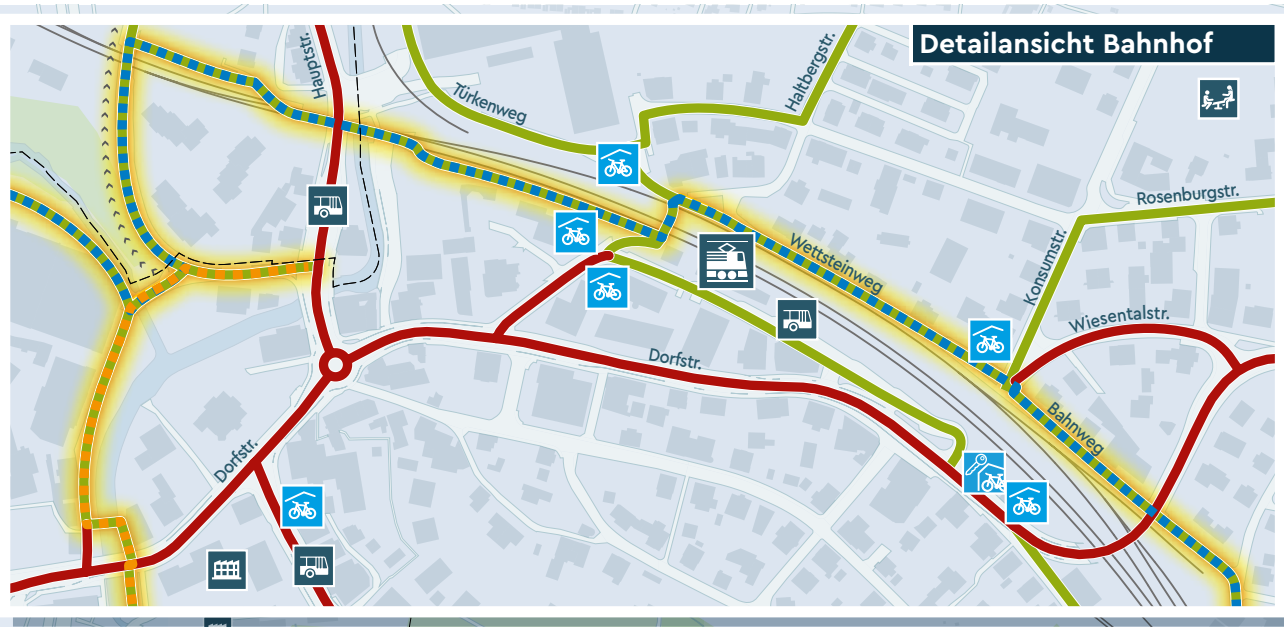 Detailansicht Bahnhof
Hauptstr.
Türkenweg
Haltbergstr.
Rosenburgstr.
Wettsteinweg
Konsumstr.
Wiesentalstr.
Dorfstr.
Bahnweg
Dorfstr.